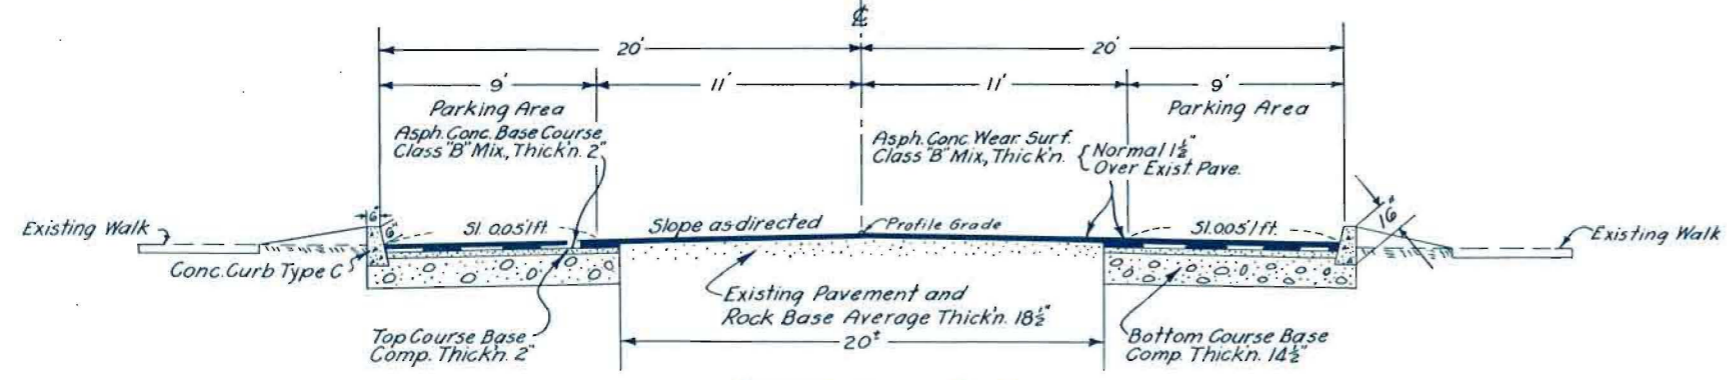 ℄
20' 20'
9' 11' 11' 9'
Parking Area
Asph. Conc. Base Course
Class "B" Mix, Thick'n. 2"
Asph. Conc. Wear. Surf.
Class "B" Mix, Thick'n.
Normal 1½"
Over Exist. Pave.
Parking Area
Existing Walk
6"
6"
Sl. 0.05'/ft.
Slope as directed
Profile Grade
Sl. 005'/ft.
16"
Existing Walk
Conc. Curb Type C
Top Course Base
Comp. Thick'n. 2"
Existing Pavement and
Rock Base Average Thick'n. 18½"
20'±
Bottom Course Base
Comp. Thick'n. 14½"